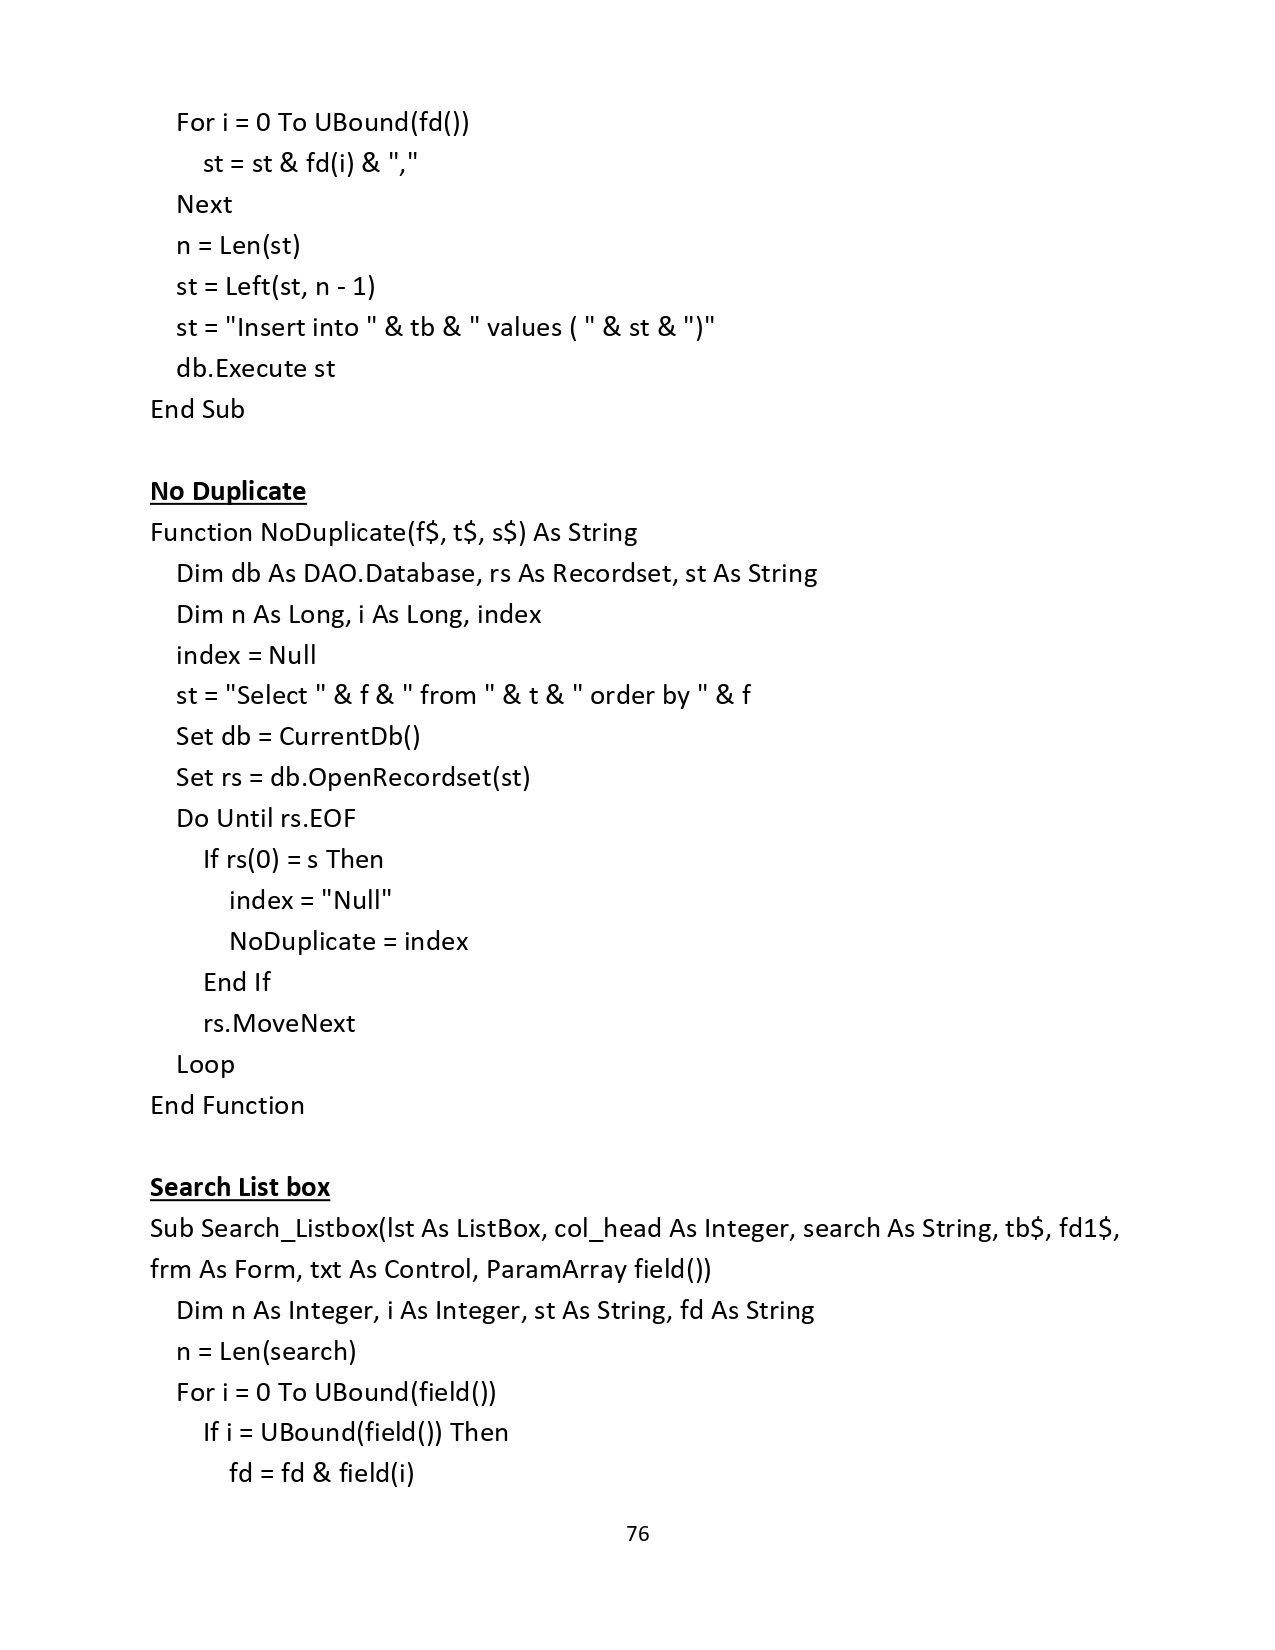 For i = 0 To UBound(fd())
st = st & fd(i) & ","
Next
n = Len(st)
st = Left(st, n - 1)
st = "Insert into " & tb & " values ( " & st & ")"
db.Execute st
End Sub
No Duplicate
Function NoDuplicate(f$, t$, s$) As String
Dim db As DAO.Database, rs As Recordset, st As String
Dim n As Long, i As Long, index
index = Null
st = "Select " & f & " from " & t & " order by " & f
Set db = CurrentDb()
Set rs = db.OpenRecordset(st)
Do Until rs.EOF
If rs(0) = s Then
index = "Null"
NoDuplicate = index
End If
rs.MoveNext
Loop
End Function
Search List box
Sub Search_Listbox(lst As ListBox, col_head As Integer, search As String, tb$, fd1$,
frm As Form, txt As Control, ParamArray field())
Dim n As Integer, i As Integer, st As String, fd As String
n = Len(search)
For i = 0 To UBound(field())
If i = UBound(field()) Then
fd = fd & field(i)
76